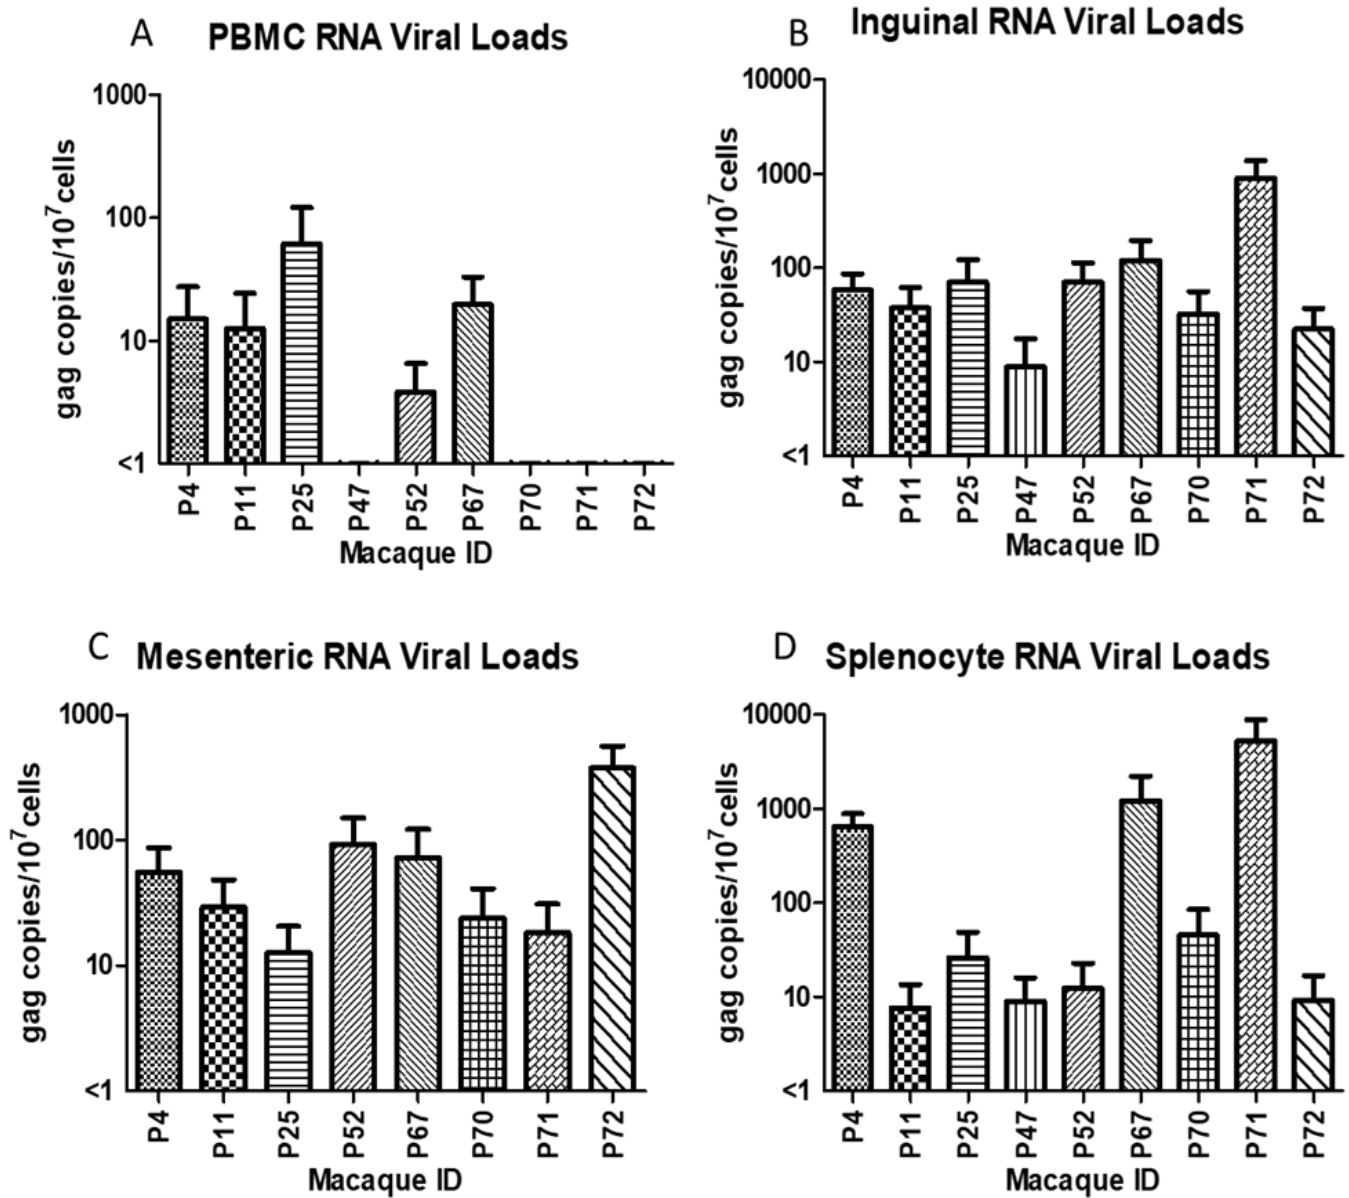 A
PBMC RNA Viral Loads
1000
100
10
<1
gag copies/10⁷cells
P4 P11 P25 P47 P52 P67 P70 P71 P72
Macaque ID
B
Inguinal RNA Viral Loads
10000
1000
100
10
<1
gag copies/10⁷cells
P4 P11 P25 P47 P52 P67 P70 P71 P72
Macaque ID
C
Mesenteric RNA Viral Loads
1000
100
10
<1
gag copies/10⁷cells
P4 P11 P25 P52 P67 P70 P71 P72
Macaque ID
D
Splenocyte RNA Viral Loads
10000
1000
100
10
<1
gag copies/10⁷cells
P4 P11 P25 P47 P52 P67 P70 P71 P72
Macaque ID